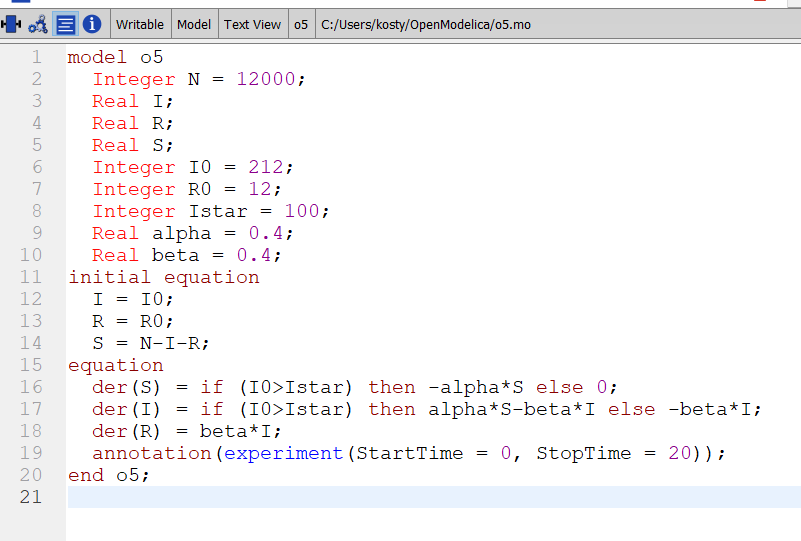 Writable Model Text View o5 C:/Users/kosty/OpenModelica/o5.mo
1 model o5
2   Integer N = 12000;
3   Real I;
4   Real R;
5   Real S;
6   Integer I0 = 212;
7   Integer R0 = 12;
8   Integer Istar = 100;
9   Real alpha = 0.4;
10   Real beta = 0.4;
11 initial equation
12   I = I0;
13   R = R0;
14   S = N-I-R;
15 equation
16   der(S) = if (I0>Istar) then -alpha*S else 0;
17   der(I) = if (I0>Istar) then alpha*S-beta*I else -beta*I;
18   der(R) = beta*I;
19   annotation(experiment(StartTime = 0, StopTime = 20));
20 end o5;
21